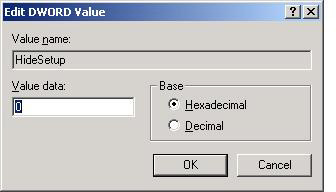 Edit DWORD Value
Value name:
HideSetup
Value data:
0
Base
Hexadecimal
Decimal
OK
Cancel